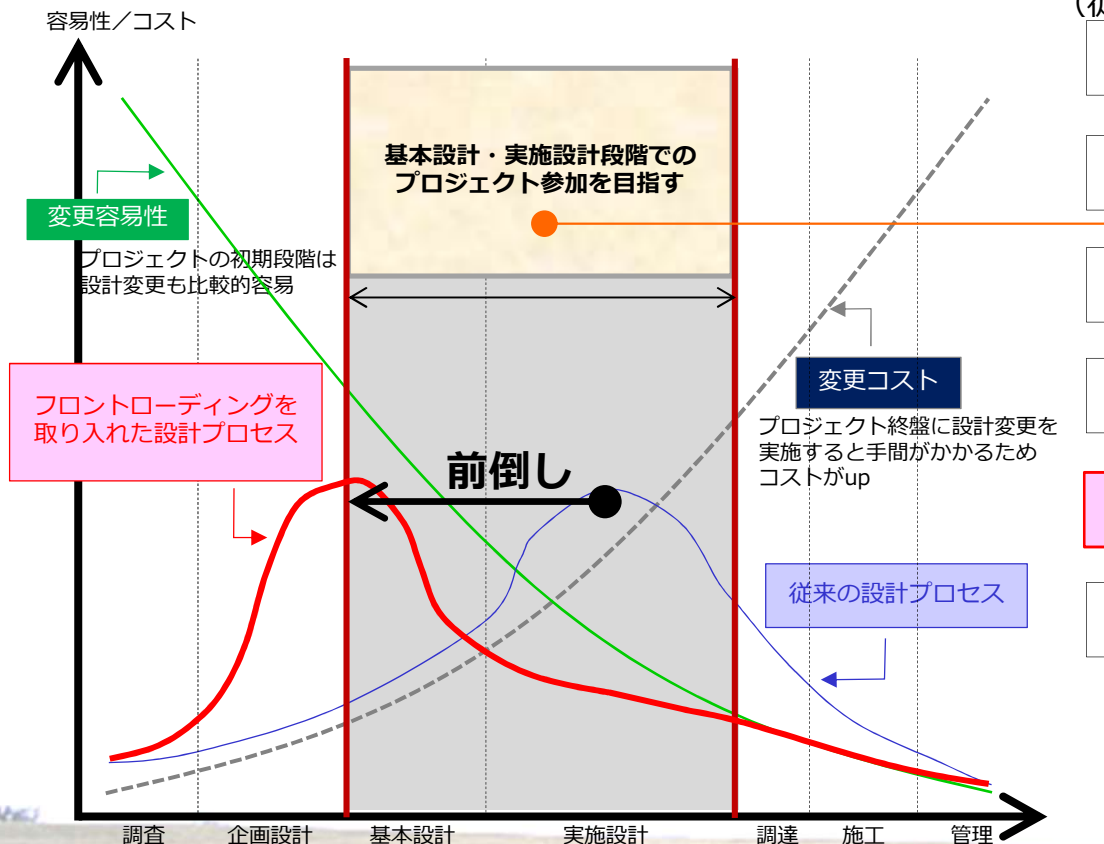 容易性／コスト
基本設計・実施設計段階での
プロジェクト参加を目指す
変更容易性
プロジェクトの初期段階は
設計変更も比較的容易
フロントローディングを
取り入れた設計プロセス
前倒し
変更コスト
プロジェクト終盤に設計変更を
実施すると手間がかかるため
コストがup
従来の設計プロセス
調査 企画設計 基本設計 実施設計 調達 施工 管理